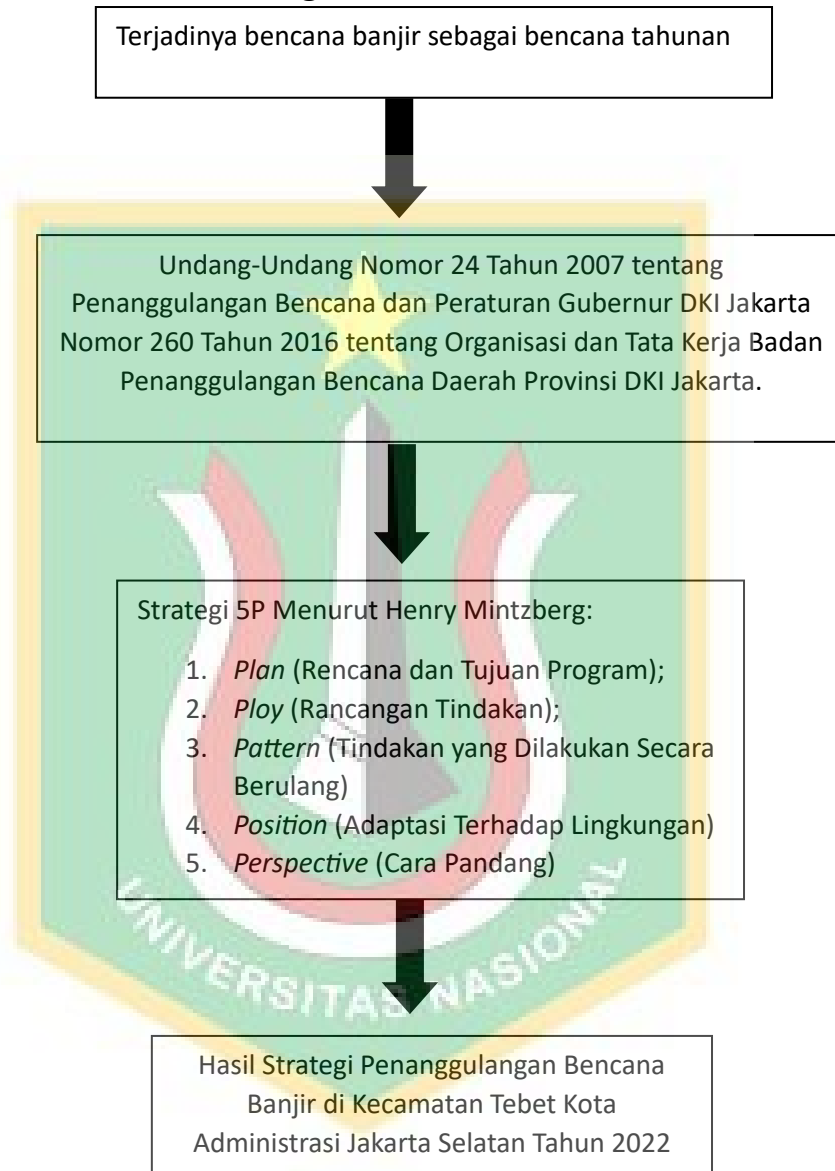 Terjadinya bencana banjir sebagai bencana tahunan
Undang-Undang Nomor 24 Tahun 2007 tentang
Penanggulangan Bencana dan Peraturan Gubernur DKI Jakarta
Nomor 260 Tahun 2016 tentang Organisasi dan Tata Kerja Badan
Penanggulangan Bencana Daerah Provinsi DKI Jakarta.
Strategi 5P Menurut Henry Mintzberg:
1. Plan (Rencana dan Tujuan Program);
2. Ploy (Rancangan Tindakan);
3. Pattern (Tindakan yang Dilakukan Secara
Berulang)
4. Position (Adaptasi Terhadap Lingkungan)
5. Perspective (Cara Pandang)
UNIVERSITAS NASIONAL
Hasil Strategi Penanggulangan Bencana
Banjir di Kecamatan Tebet Kota
Administrasi Jakarta Selatan Tahun 2022